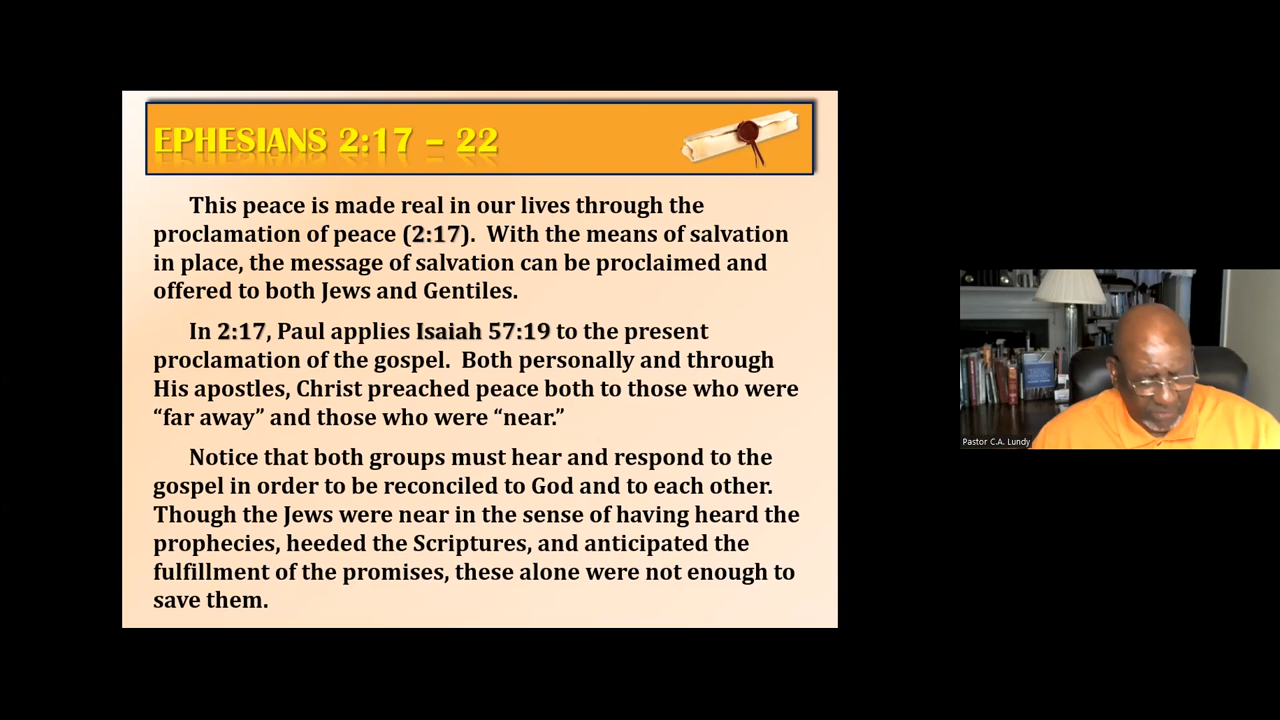 EPHESIANS 2:17 – 22
This peace is made real in our lives through the
proclamation of peace (2:17). With the means of salvation
in place, the message of salvation can be proclaimed and
offered to both Jews and Gentiles.
In 2:17, Paul applies Isaiah 57:19 to the present
proclamation of the gospel. Both personally and through
His apostles, Christ preached peace both to those who were
“far away” and those who were “near.”
Notice that both groups must hear and respond to the
gospel in order to be reconciled to God and to each other.
Though the Jews were near in the sense of having heard the
prophecies, heeded the Scriptures, and anticipated the
fulfillment of the promises, these alone were not enough to
save them.
Pastor C.A. Lundy